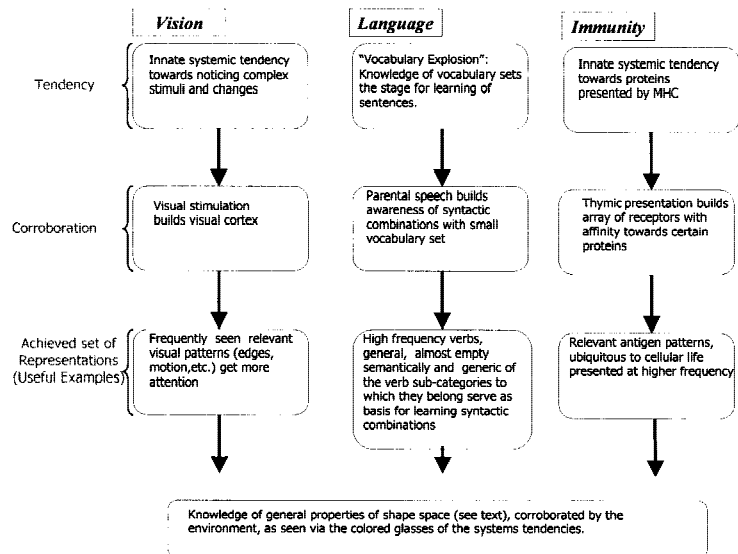 Vision
Language
Immunity
Tendency
Innate systemic tendency
towards noticing complex
stimuli and changes
"Vocabulary Explosion":
Knowledge of vocabulary sets
the stage for learning of
sentences.
Innate systemic tendency
towards proteins
presented by MHC
Corroboration
Visual stimulation
builds visual cortex
Parental speech builds
awareness of syntactic
combinations with small
vocabulary set
Thymic presentation builds
array of receptors with
affinity towards certain
proteins
Achieved set of
Representations
(Useful Examples)
Frequently seen relevant
visual patterns (edges,
motion,etc.) get more
attention
High frequency verbs,
general, almost empty
semantically and generic of
the verb sub-categories to
which they belong serve as
basis for learning syntactic
combinations
Relevant antigen patterns,
ubiquitous to cellular life
presented at higher frequency
Knowledge of general properties of shape space (see text), corroborated by the
environment, as seen via the colored glasses of the systems tendencies.